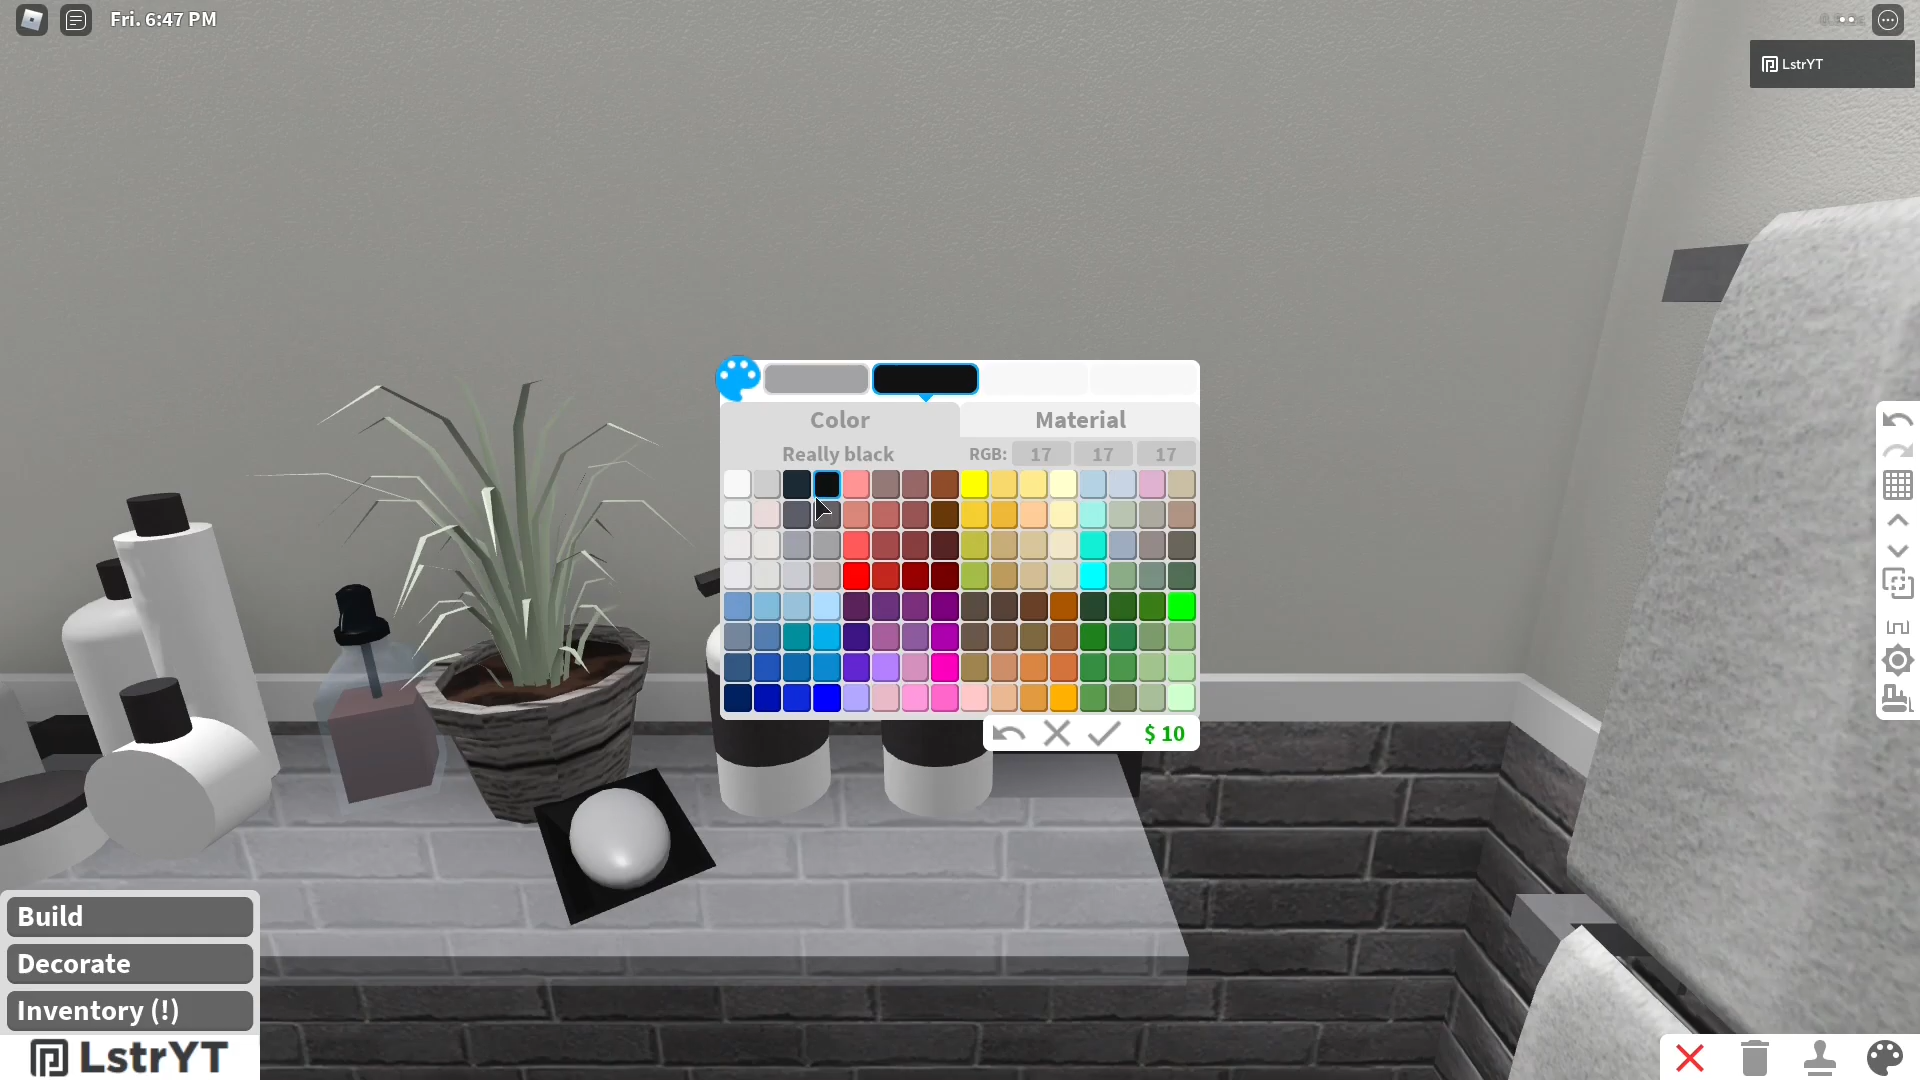 Fri. 6:47 PM
LstrYT
Color
Material
Really black
RGB: 17 17 17
$ 10
Build
Decorate
Inventory (!)
LstrYT